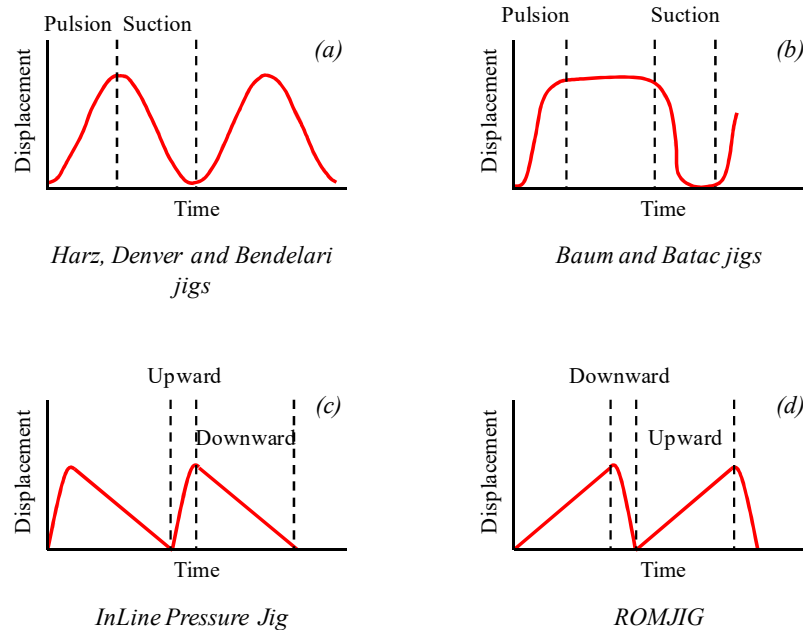 Pulsion Suction
(a)
Displacement
Time
Harz, Denver and Bendelari
jigs
Pulsion
Suction
(b)
Displacement
Time
Baum and Batac jigs
Upward
(c)
Downward
Displacement
Time
InLine Pressure Jig
Downward
(d)
Upward
Displacement
Time
ROMJIG